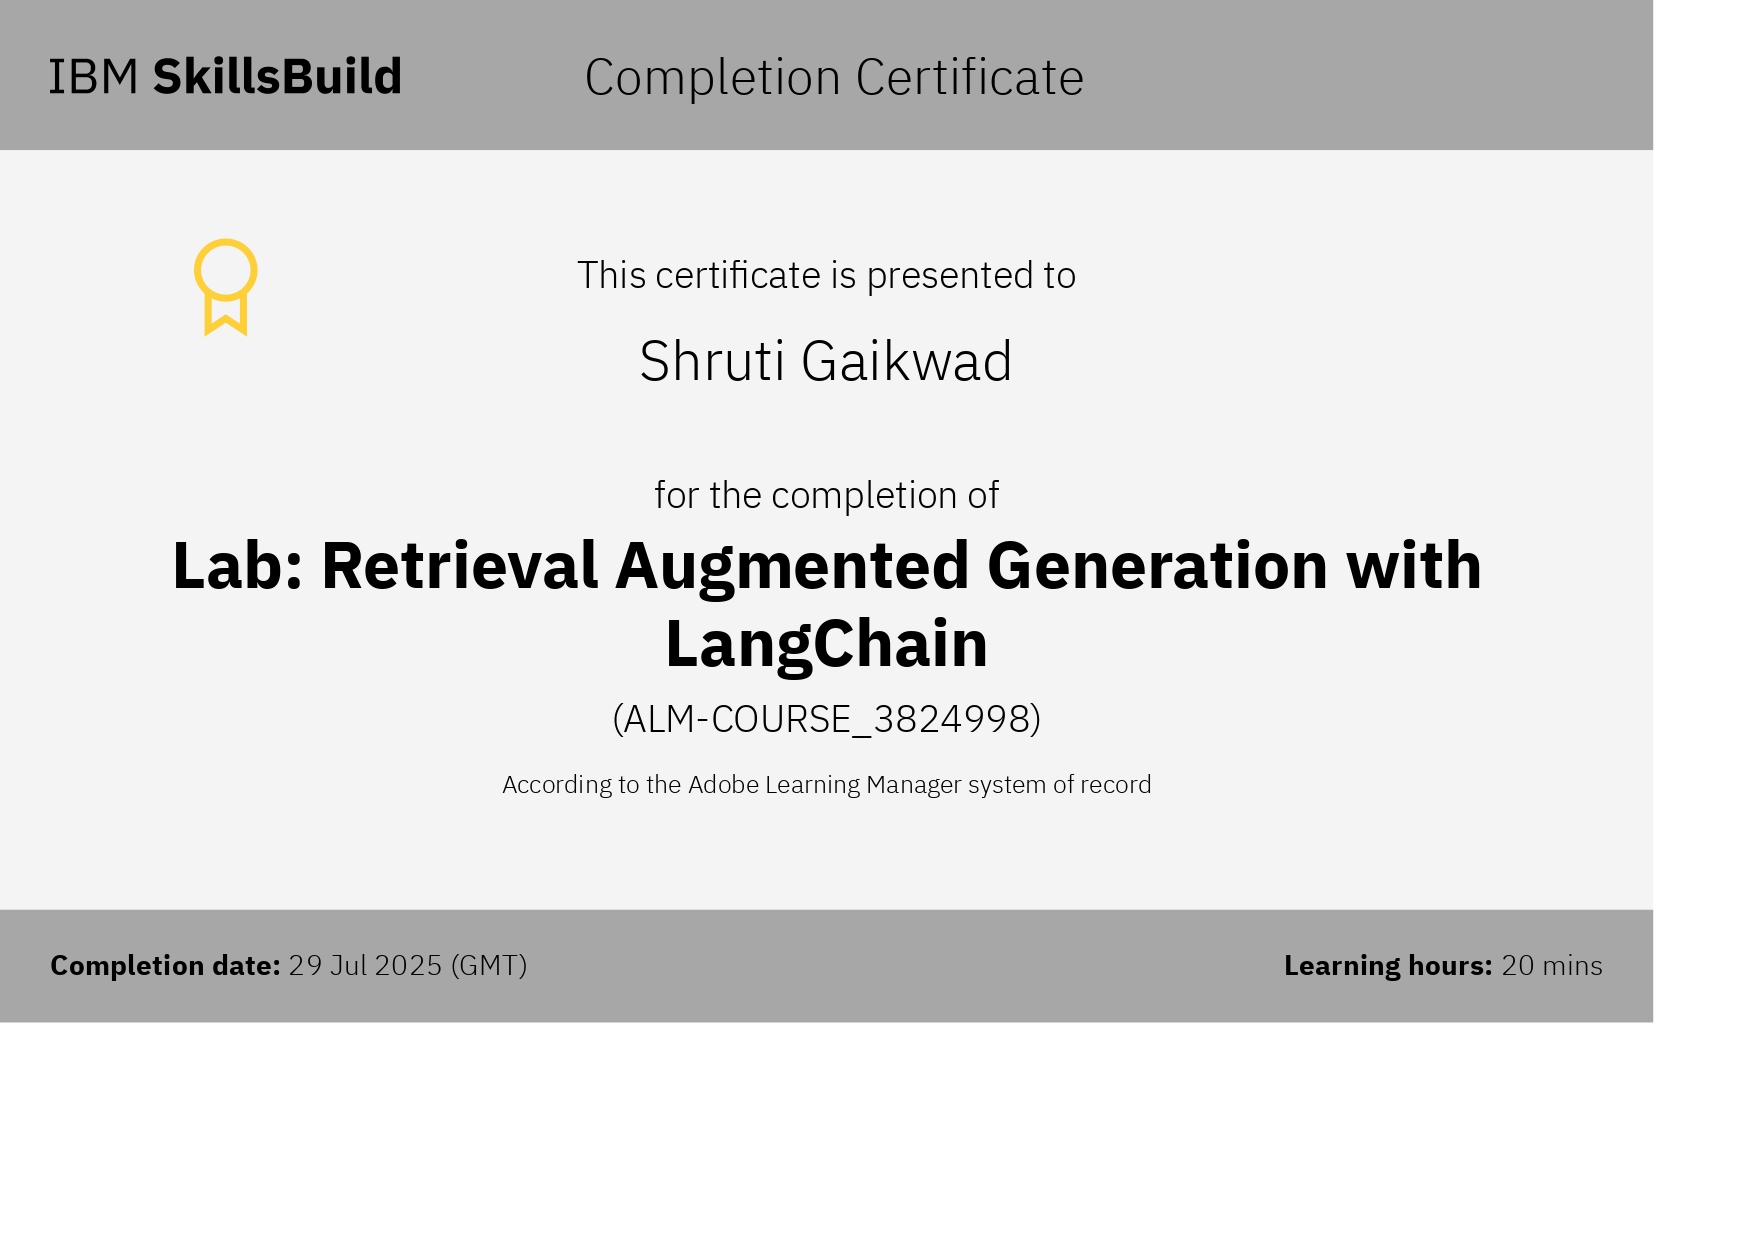 IBM SkillsBuild
Completion Certificate
This certificate is presented to
Shruti Gaikwad
for the completion of
Lab: Retrieval Augmented Generation with
LangChain
(ALM-COURSE_3824998)
According to the Adobe Learning Manager system of record
Completion date: 29 Jul 2025 (GMT)
Learning hours: 20 mins